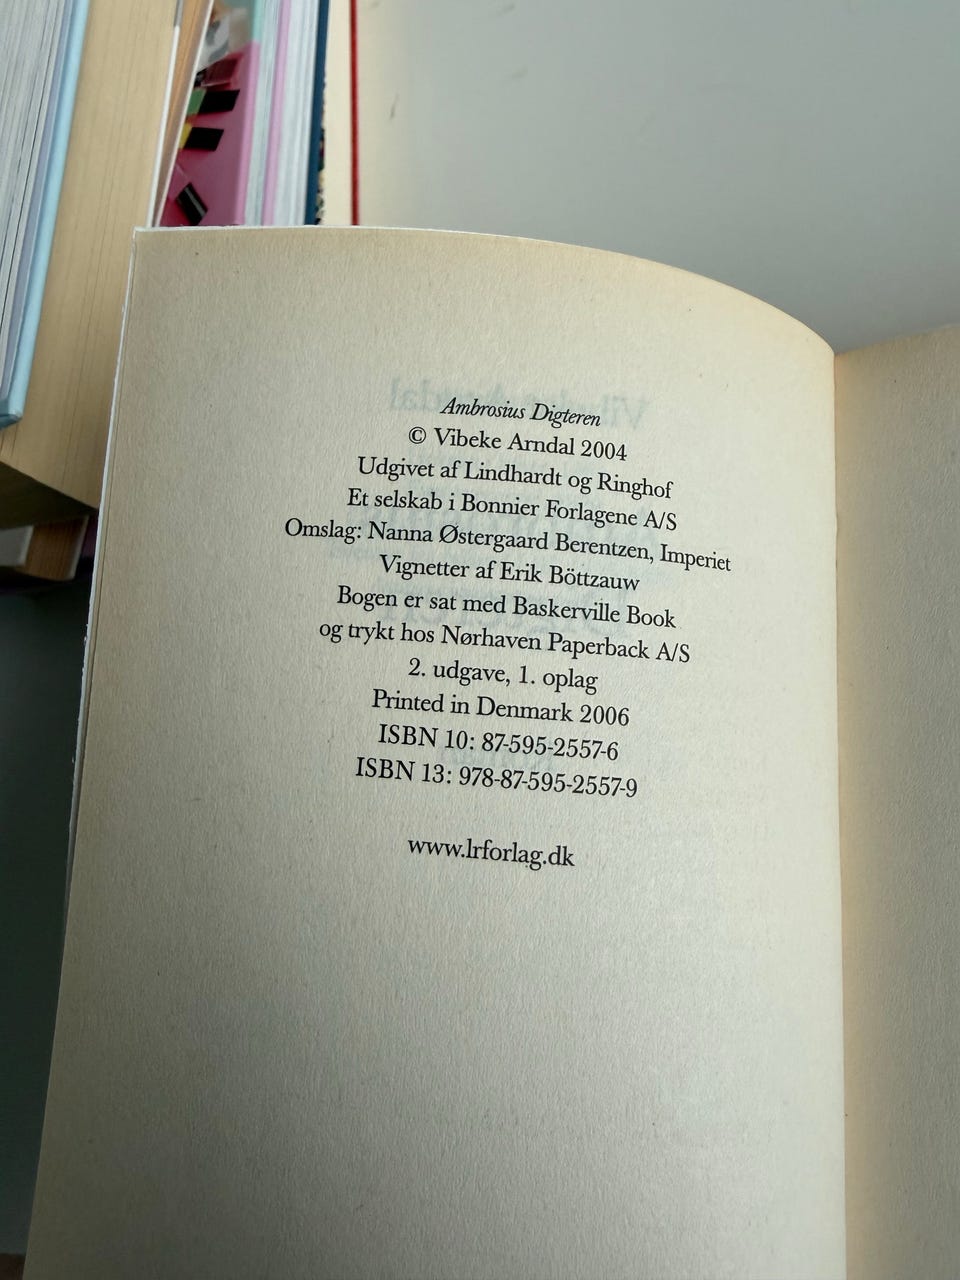 Ambrosius Digteren
© Vibeke Arndal 2004
Udgivet af Lindhardt og Ringhof
Et selskab i Bonnier Forlagene A/S
Omslag: Nanna Østergaard Berentzen, Imperiet
Vignetter af Erik Böttzauw
Bogen er sat med Baskerville Book
og trykt hos Nørhaven Paperback A/S
2. udgave, 1. oplag
Printed in Denmark 2006
ISBN 10: 87-595-2557-6
ISBN 13: 978-87-595-2557-9
www.lrforlag.dk